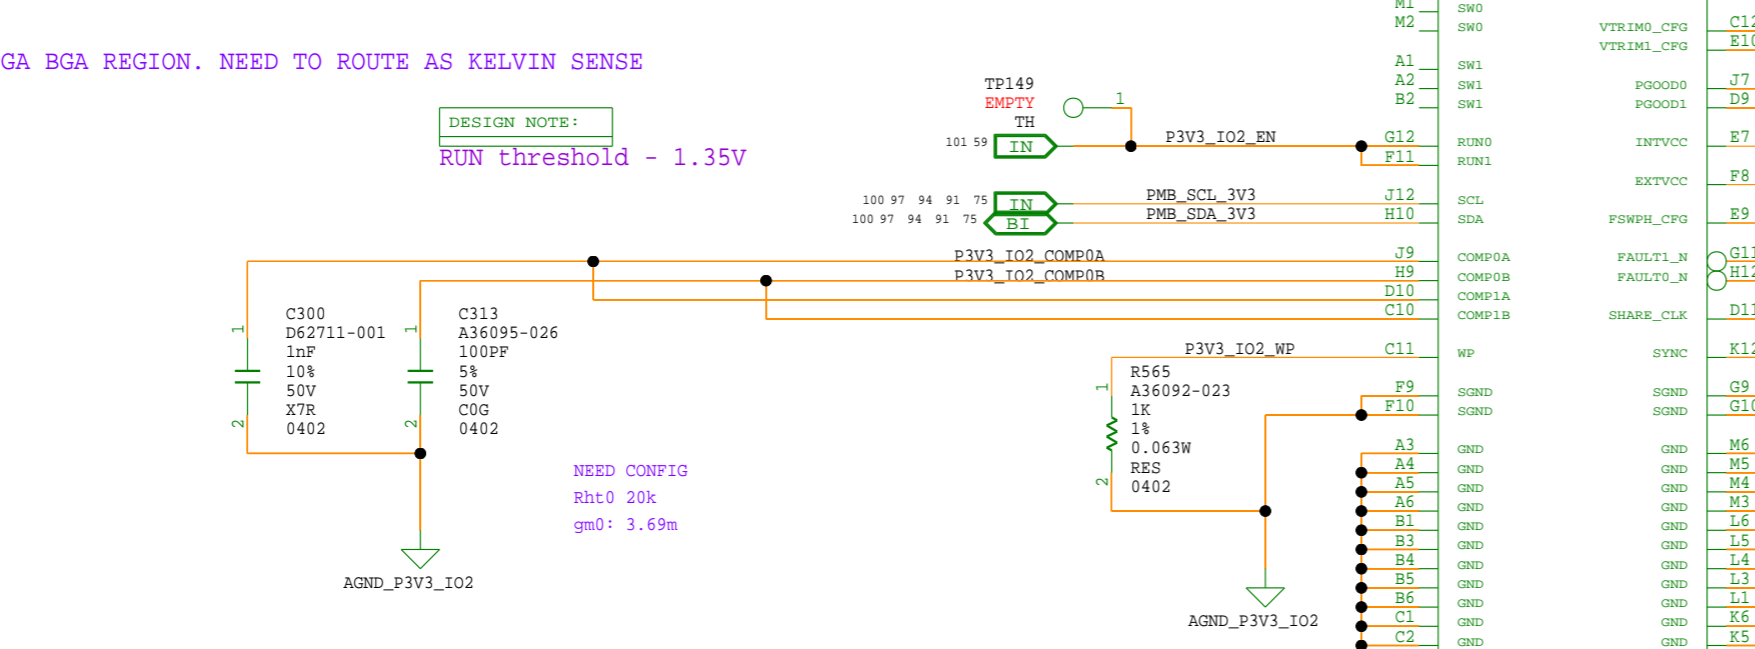 M1 SW0
M2 SW0 VTRIM0_CFG C12
VTRIM1_CFG E10
GA BGA REGION. NEED TO ROUTE AS KELVIN SENSE
A1 SW1
A2 SW1 PGOOD0 J7
B2 SW1 PGOOD1 D9
TP149
EMPTY
TH
1
DESIGN NOTE:
RUN threshold - 1.35V
101 59 IN P3V3_IO2_EN G12 RUN0 INTVCC E7
F11 RUN1
EXTVCC F8
100 97 94 91 75 IN PMB_SCL_3V3 J12 SCL
100 97 94 91 75 BI PMB_SDA_3V3 H10 SDA FSWPH_CFG E9
P3V3_IO2_COMP0A J9 COMP0A FAULT1_N G11
P3V3_IO2_COMP0B H9 COMP0B FAULT0_N H12
D10 COMP1A
C10 COMP1B SHARE_CLK D11
1
C300
D62711-001
1nF
10%
50V
X7R
0402
2
1
C313
A36095-026
100PF
5%
50V
C0G
0402
2
P3V3_IO2_WP C11 WP SYNC K12
1
R565
A36092-023
1K
1%
0.063W
RES
0402
2
F9 SGND SGND G9
F10 SGND SGND G10
NEED CONFIG
Rht0 20k
gm0: 3.69m
AGND_P3V3_IO2
AGND_P3V3_IO2
A3 GND GND M6
A4 GND GND M5
A5 GND GND M4
A6 GND GND M3
B1 GND GND L6
B3 GND GND L5
B4 GND GND L4
B5 GND GND L3
B6 GND GND L1
C1 GND GND K6
C2 GND GND K5